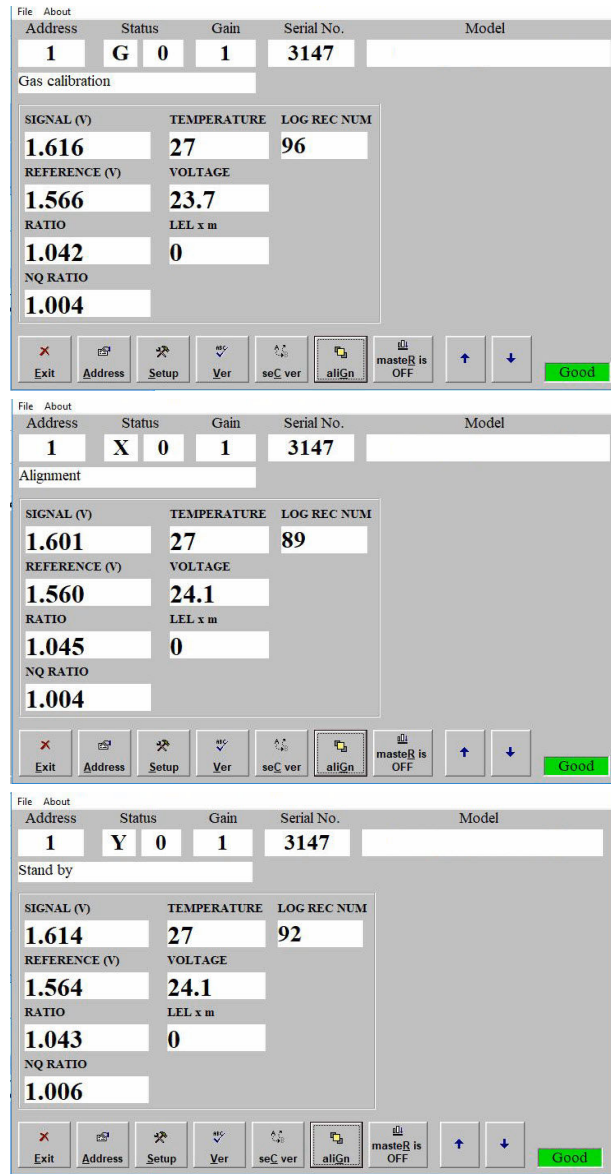 File About
Address Status Gain Serial No. Model
1 G 0 1 3147
Gas calibration
SIGNAL (V) TEMPERATURE LOG REC NUM
1.616 27 96
REFERENCE (V) VOLTAGE
1.566 23.7
RATIO LEL x m
1.042 0
NQ RATIO
1.004
Exit Address Setup Ver seC ver aliGn masteR is OFF Good
File About
Address Status Gain Serial No. Model
1 X 0 1 3147
Alignment
SIGNAL (V) TEMPERATURE LOG REC NUM
1.601 27 89
REFERENCE (V) VOLTAGE
1.560 24.1
RATIO LEL x m
1.045 0
NQ RATIO
1.004
Exit Address Setup Ver seC ver aliGn masteR is OFF Good
File About
Address Status Gain Serial No. Model
1 Y 0 1 3147
Stand by
SIGNAL (V) TEMPERATURE LOG REC NUM
1.614 27 92
REFERENCE (V) VOLTAGE
1.564 24.1
RATIO LEL x m
1.043 0
NQ RATIO
1.006
Exit Address Setup Ver seC ver aliGn masteR is OFF Good